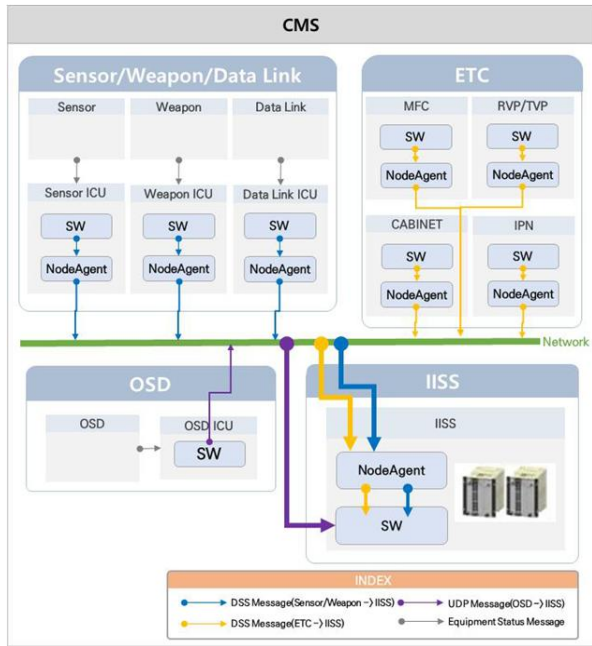 CMS
Sensor/Weapon/Data Link
Sensor
Weapon
Data Link
Sensor ICU
Weapon ICU
Data Link ICU
SW
SW
SW
NodeAgent
NodeAgent
NodeAgent
ETC
MFC
RVP/TVP
SW
SW
NodeAgent
NodeAgent
CABINET
IPN
SW
SW
NodeAgent
NodeAgent
Network
OSD
OSD
OSD ICU
SW
IISS
IISS
NodeAgent
SW
INDEX
DSS Message(Sensor/Weapon->IISS)
UDP Message(OSD->IISS)
DSS Message(ETC->IISS)
Equipment Status Message